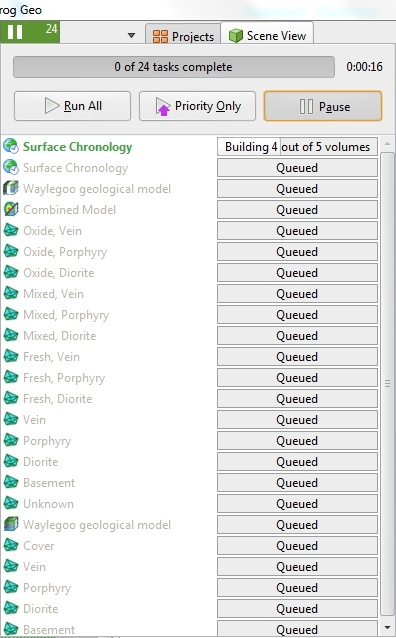 rog Geo
24 Projects Scene View
0 of 24 tasks complete 0:00:16
Run All Priority Only Pause
Surface Chronology Building 4 out of 5 volumes
Surface Chronology Queued
Waylegoo geological model Queued
Combined Model Queued
Oxide, Vein Queued
Oxide, Porphyry Queued
Oxide, Diorite Queued
Mixed, Vein Queued
Mixed, Porphyry Queued
Mixed, Diorite Queued
Fresh, Vein Queued
Fresh, Porphyry Queued
Fresh, Diorite Queued
Vein Queued
Porphyry Queued
Diorite Queued
Basement Queued
Unknown Queued
Waylegoo geological model Queued
Cover Queued
Vein Queued
Porphyry Queued
Diorite Queued
Basement Queued